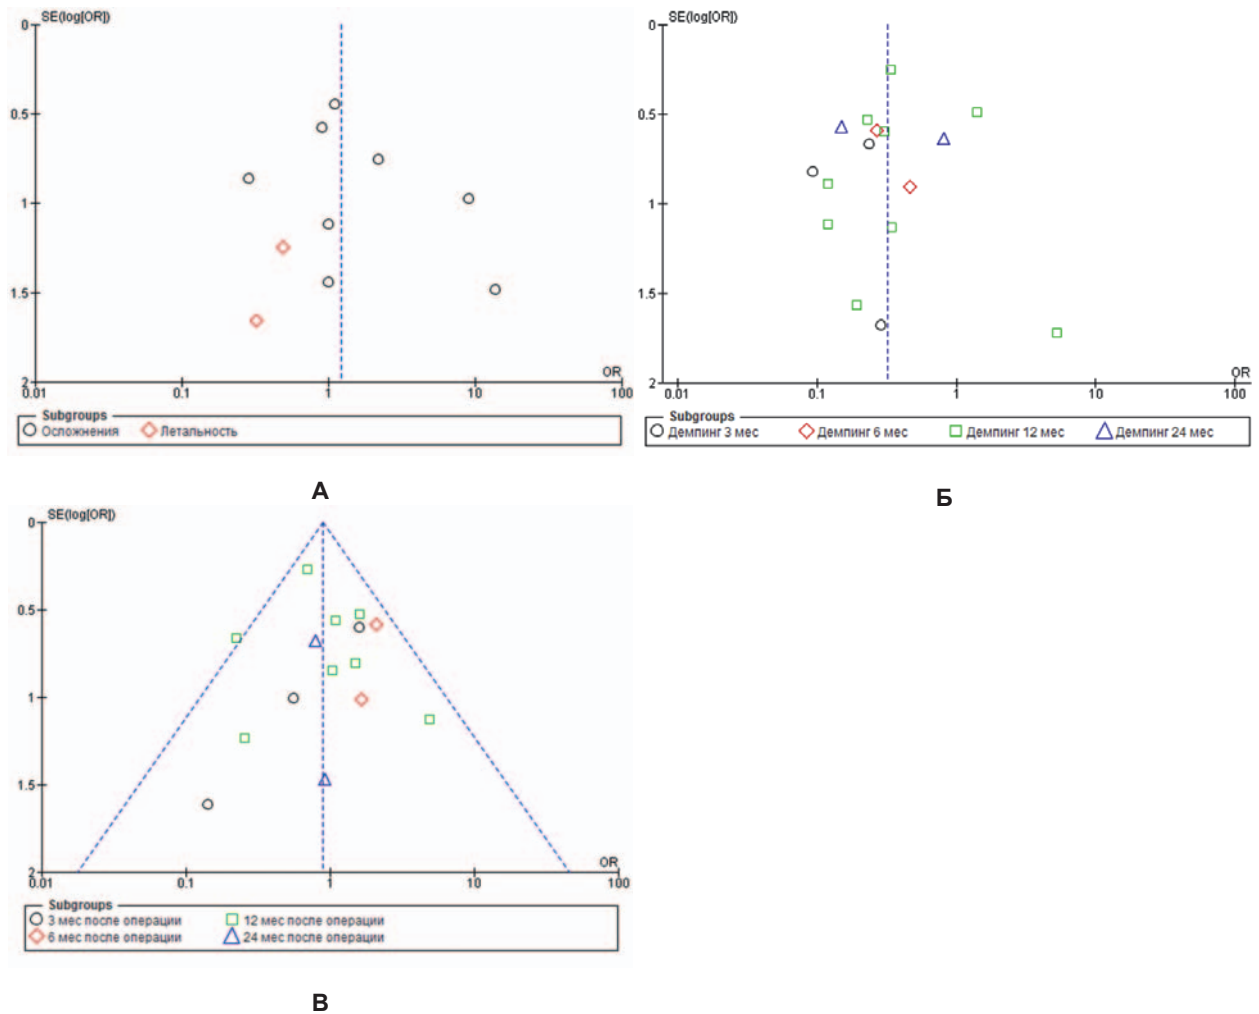 SE(log[OR])
0
0.5
1
1.5
2
0.01 0.1 1 10 100
OR
Subgroups
Осложнения Летальность
А
SE(log[OR])
0
0.5
1
1.5
2
0.01 0.1 1 10 100
OR
Subgroups
Демпинг 3 мес Демпинг 6 мес Демпинг 12 мес Демпинг 24 мес
Б
SE(log[OR])
0
0.5
1
1.5
2
0.01 0.1 1 10 100
OR
Subgroups
3 мес после операции 12 мес после операции
6 мес после операции 24 мес после операции
В